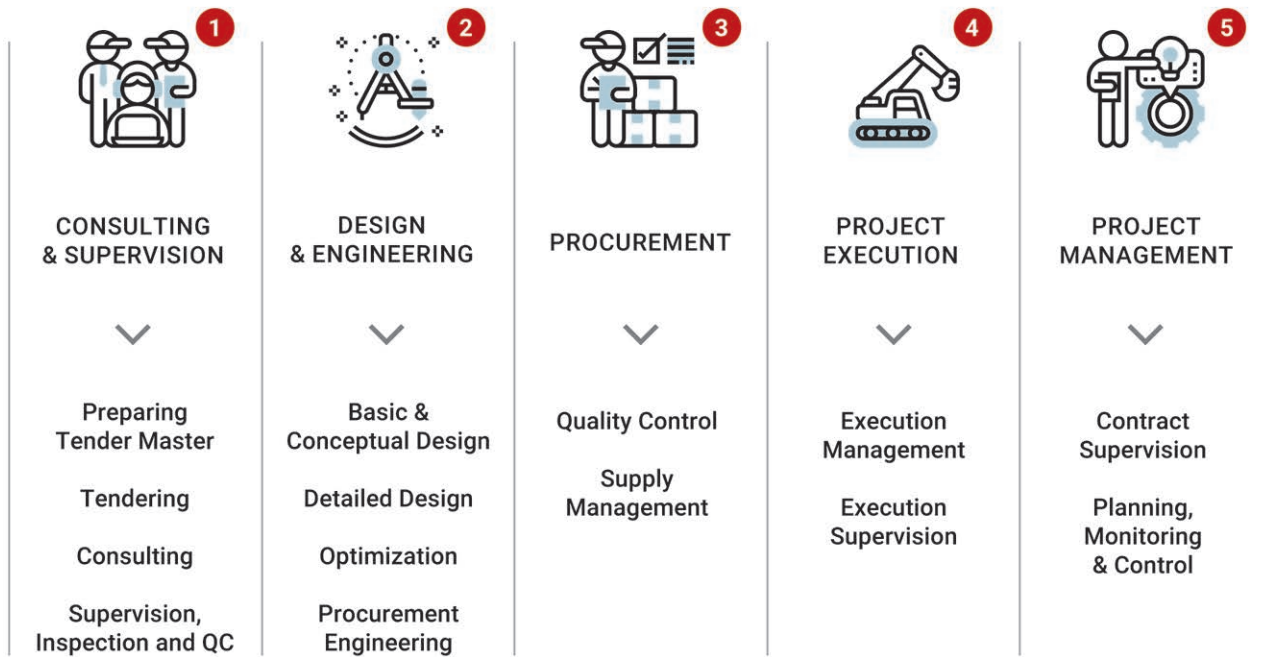 1
CONSULTING
& SUPERVISION
Preparing
Tender Master
Tendering
Consulting
Supervision,
Inspection and QC
2
DESIGN
& ENGINEERING
Basic &
Conceptual Design
Detailed Design
Optimization
Procurement
Engineering
3
PROCUREMENT
Quality Control
Supply
Management
4
PROJECT
EXECUTION
Execution
Management
Execution
Supervision
5
PROJECT
MANAGEMENT
Contract
Supervision
Planning,
Monitoring
& Control